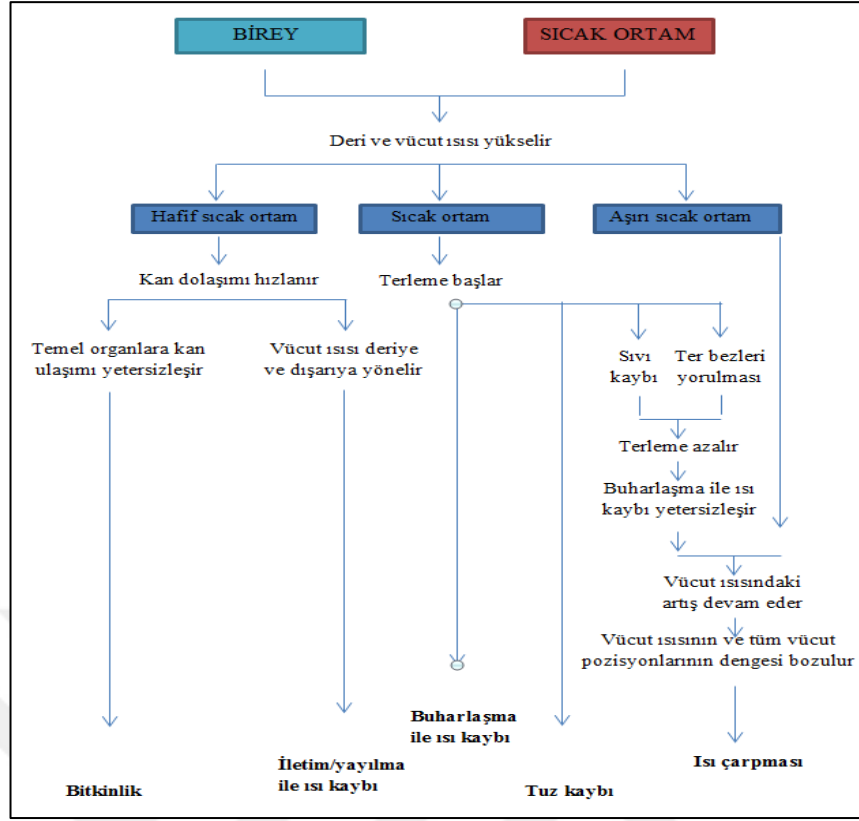 BİREY
SICAK ORTAM
Deri ve vücut ısısı yükselir
Hafif sıcak ortam
Sıcak ortam
Aşırı sıcak ortam
Kan dolaşımı hızlanır
Terleme başlar
Temel organlara kan
ulaşımı yetersizleşir
Vücut ısısı deriye
ve dışarıya yönelir
Sıvı
kaybı
Ter bezleri
yorulması
Terleme azalır
Buharlaşma ile ısı
kaybı yetersizleşir
Vücut ısısındaki
artış devam eder
Vücut ısısının ve tüm vücut
pozisyonlarının dengesi bozulur
Buharlaşma
ile ısı kaybı
Isı çarpması
İletim/yayılma
ile ısı kaybı
Bitkinlik
Tuz kaybı